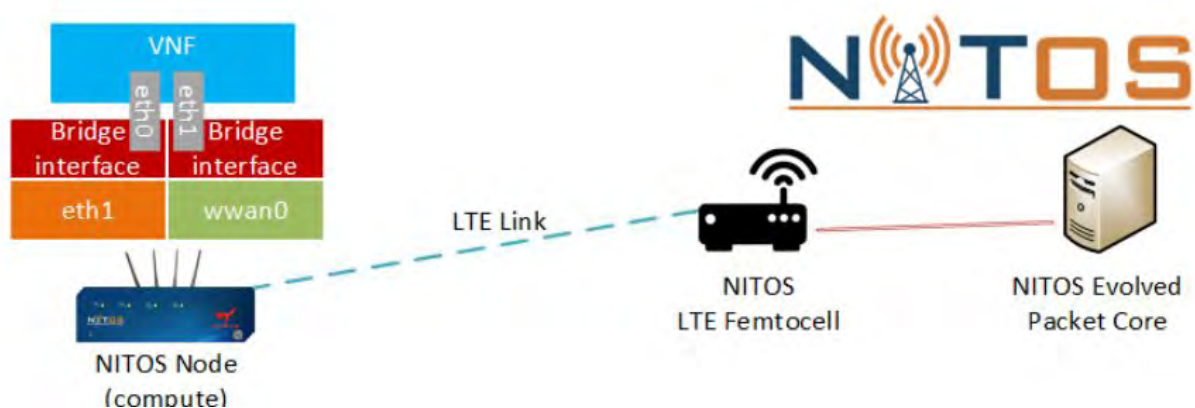 VNF
NITOS
eth0
eth1
Bridge interface
Bridge interface
eth1
wwan0
LTE Link
NITOS
NITOS
LTE Femtocell
NITOS Evolved
Packet Core
NITOS Node
(compute)